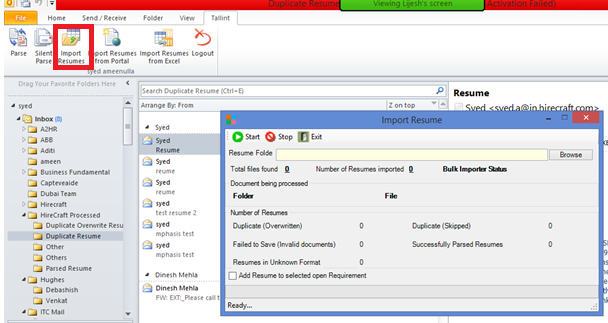 Duplicate Resume
Viewing Lijesh's screen
(Activation Failed)
File Home Send / Receive Folder View Tallint
Parse
Silent Parse
Import Resumes
Import Resumes from Portal
Import Resumes from Excel
Logout
syed ameenulla
Drag Your Favorite Folders Here
syed
Inbox
A2HR
ABB
Aditi
ameen
Business Fundamental
Capteveaide
Dubai Team
Hirecraft
HireCraft Processed
Duplicate Overwrite Resu
Duplicate Resume
Other
Others
Parsed Resume
Hughes
Debashish
Venkat
ITC Mail
Search Duplicate Resume (Ctrl+E)
Arrange By: From Z on top
Syed
Syed
Resume
Syed
reume
Syed
reume
syed
test resume 2
syed
mphasis test
syed
mphasis test
Dinesh Mehla
Dinesh Mehla
FW: EXT:_Please call t
Resume
Syed <syed.a@in.hirecraft.com>
Import Resume
Start Stop Exit
Resume Folde Browse
Total files found 0 Number of Resumes imported 0 Bulk Importer Status
Document being processed
Folder File
Number of Resumes
Duplicate (Overwritten) 0 Duplicate (Skipped) 0
Failed to Save (Invalid documents) 0 Successfully Parsed Resumes 0
Resumes in Unknown Format 0
Add Resume to selected open Requirement
Ready...